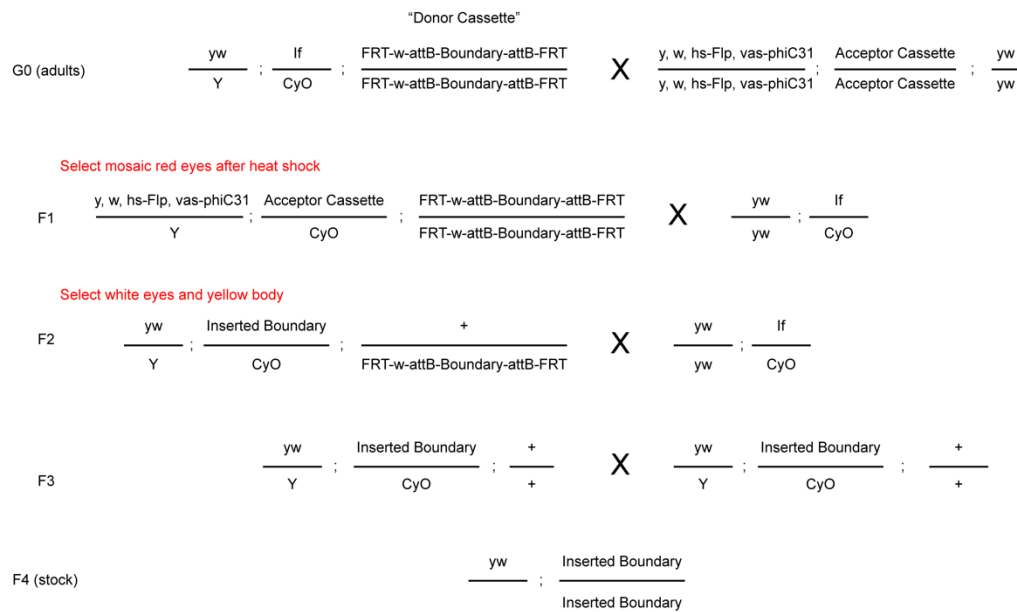 "Donor Cassette"
G0 (adults) yw ; If ; FRT-w-attB-Boundary-attB-FRT X y, w, hs-Flp, vas-phiC31 ; Acceptor Cassette ; yw
Y CyO FRT-w-attB-Boundary-attB-FRT y, w, hs-Flp, vas-phiC31 Acceptor Cassette yw
Select mosaic red eyes after heat shock
F1 y, w, hs-Flp, vas-phiC31 ; Acceptor Cassette ; FRT-w-attB-Boundary-attB-FRT X yw ; If
Y CyO FRT-w-attB-Boundary-attB-FRT yw CyO
Select white eyes and yellow body
F2 yw ; Inserted Boundary ; + X yw ; If
Y CyO FRT-w-attB-Boundary-attB-FRT yw CyO
F3 yw ; Inserted Boundary ; + X yw ; Inserted Boundary ; +
Y CyO + Y CyO +
F4 (stock) yw ; Inserted Boundary
Inserted Boundary